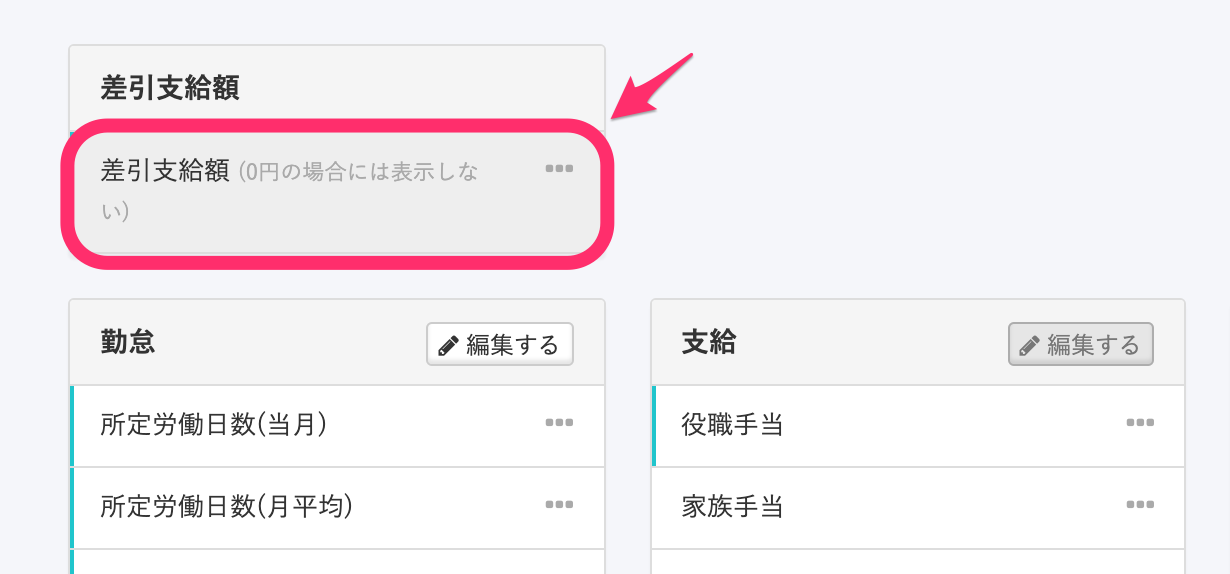 差引支給額
差引支給額 (0円の場合には表示しな
い)
勤怠
編集する
所定労働日数(当月)
所定労働日数(月平均)
支給
編集する
役職手当
家族手当